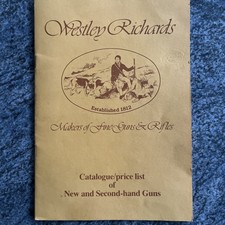 Westley Richards
Established 1812
Makers of Fine Guns & Rifles
Catalogue/price list
of
New and Second-hand Guns